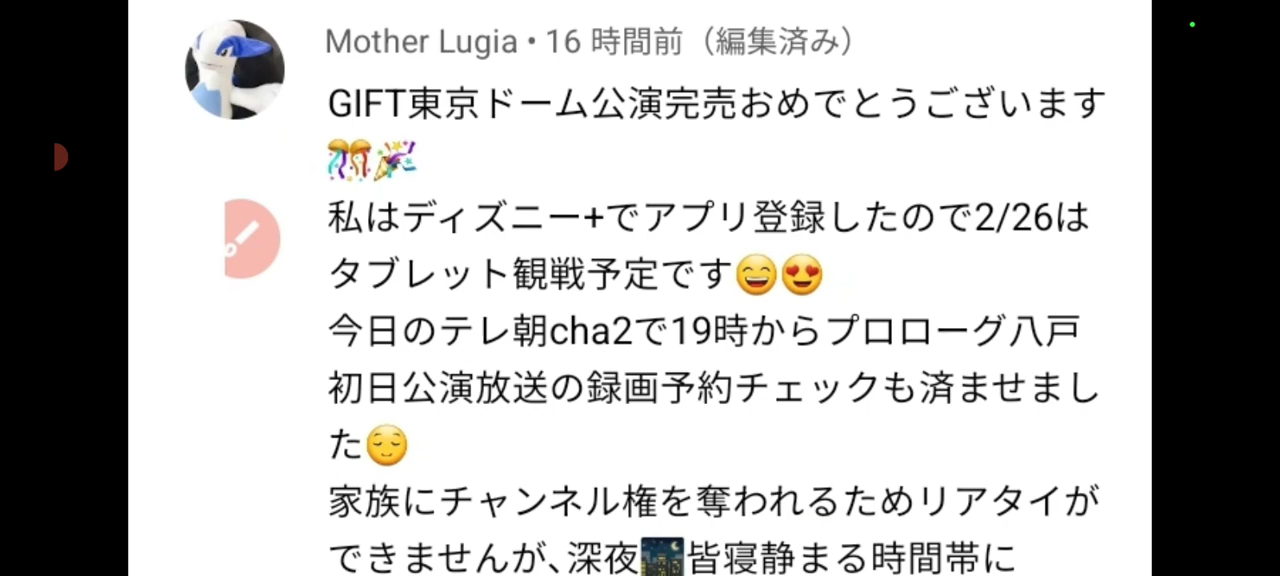 Mother Lugia • 16 時間前（編集済み）
GIFT東京ドーム公演完売おめでとうございます
🎊🎉
私はディズニー+でアプリ登録したので2/26は
タブレット観戦予定です😄😍
今日のテレ朝cha2で19時からプロローグ八戸
初日公演放送の録画予約チェックも済ませまし
た😌
家族にチャンネル権を奪われるためリアタイが
できませんが､深夜🌃皆寝静まる時間帯に